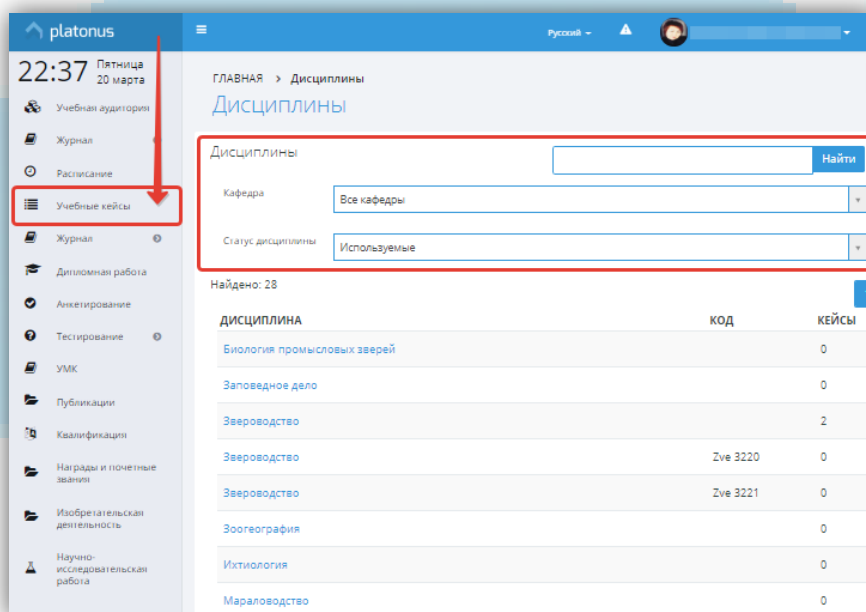 platonus
Русский
22:37 Пятница
20 марта
Учебная аудитория
Журнал
Расписание
Учебные кейсы
Журнал
Дипломная работа
Анкетирование
Тестирование
УМК
Публикации
Квалификация
Награды и почетные
звания
Изобретательская
деятельность
Научно-
исследовательская
работа
ГЛАВНАЯ > Дисциплины
Дисциплины
Дисциплины
Найти
Кафедра
Все кафедры
Статус дисциплины
Используемые
Найдено: 28
ДИСЦИПЛИНА КОД КЕЙСЫ
Биология промысловых зверей 0
Заповедное дело 0
Звероводство 2
Звероводство Zve 3220 0
Звероводство Zve 3221 0
Зоогеография 0
Ихтиология 0
Мараловодство 0